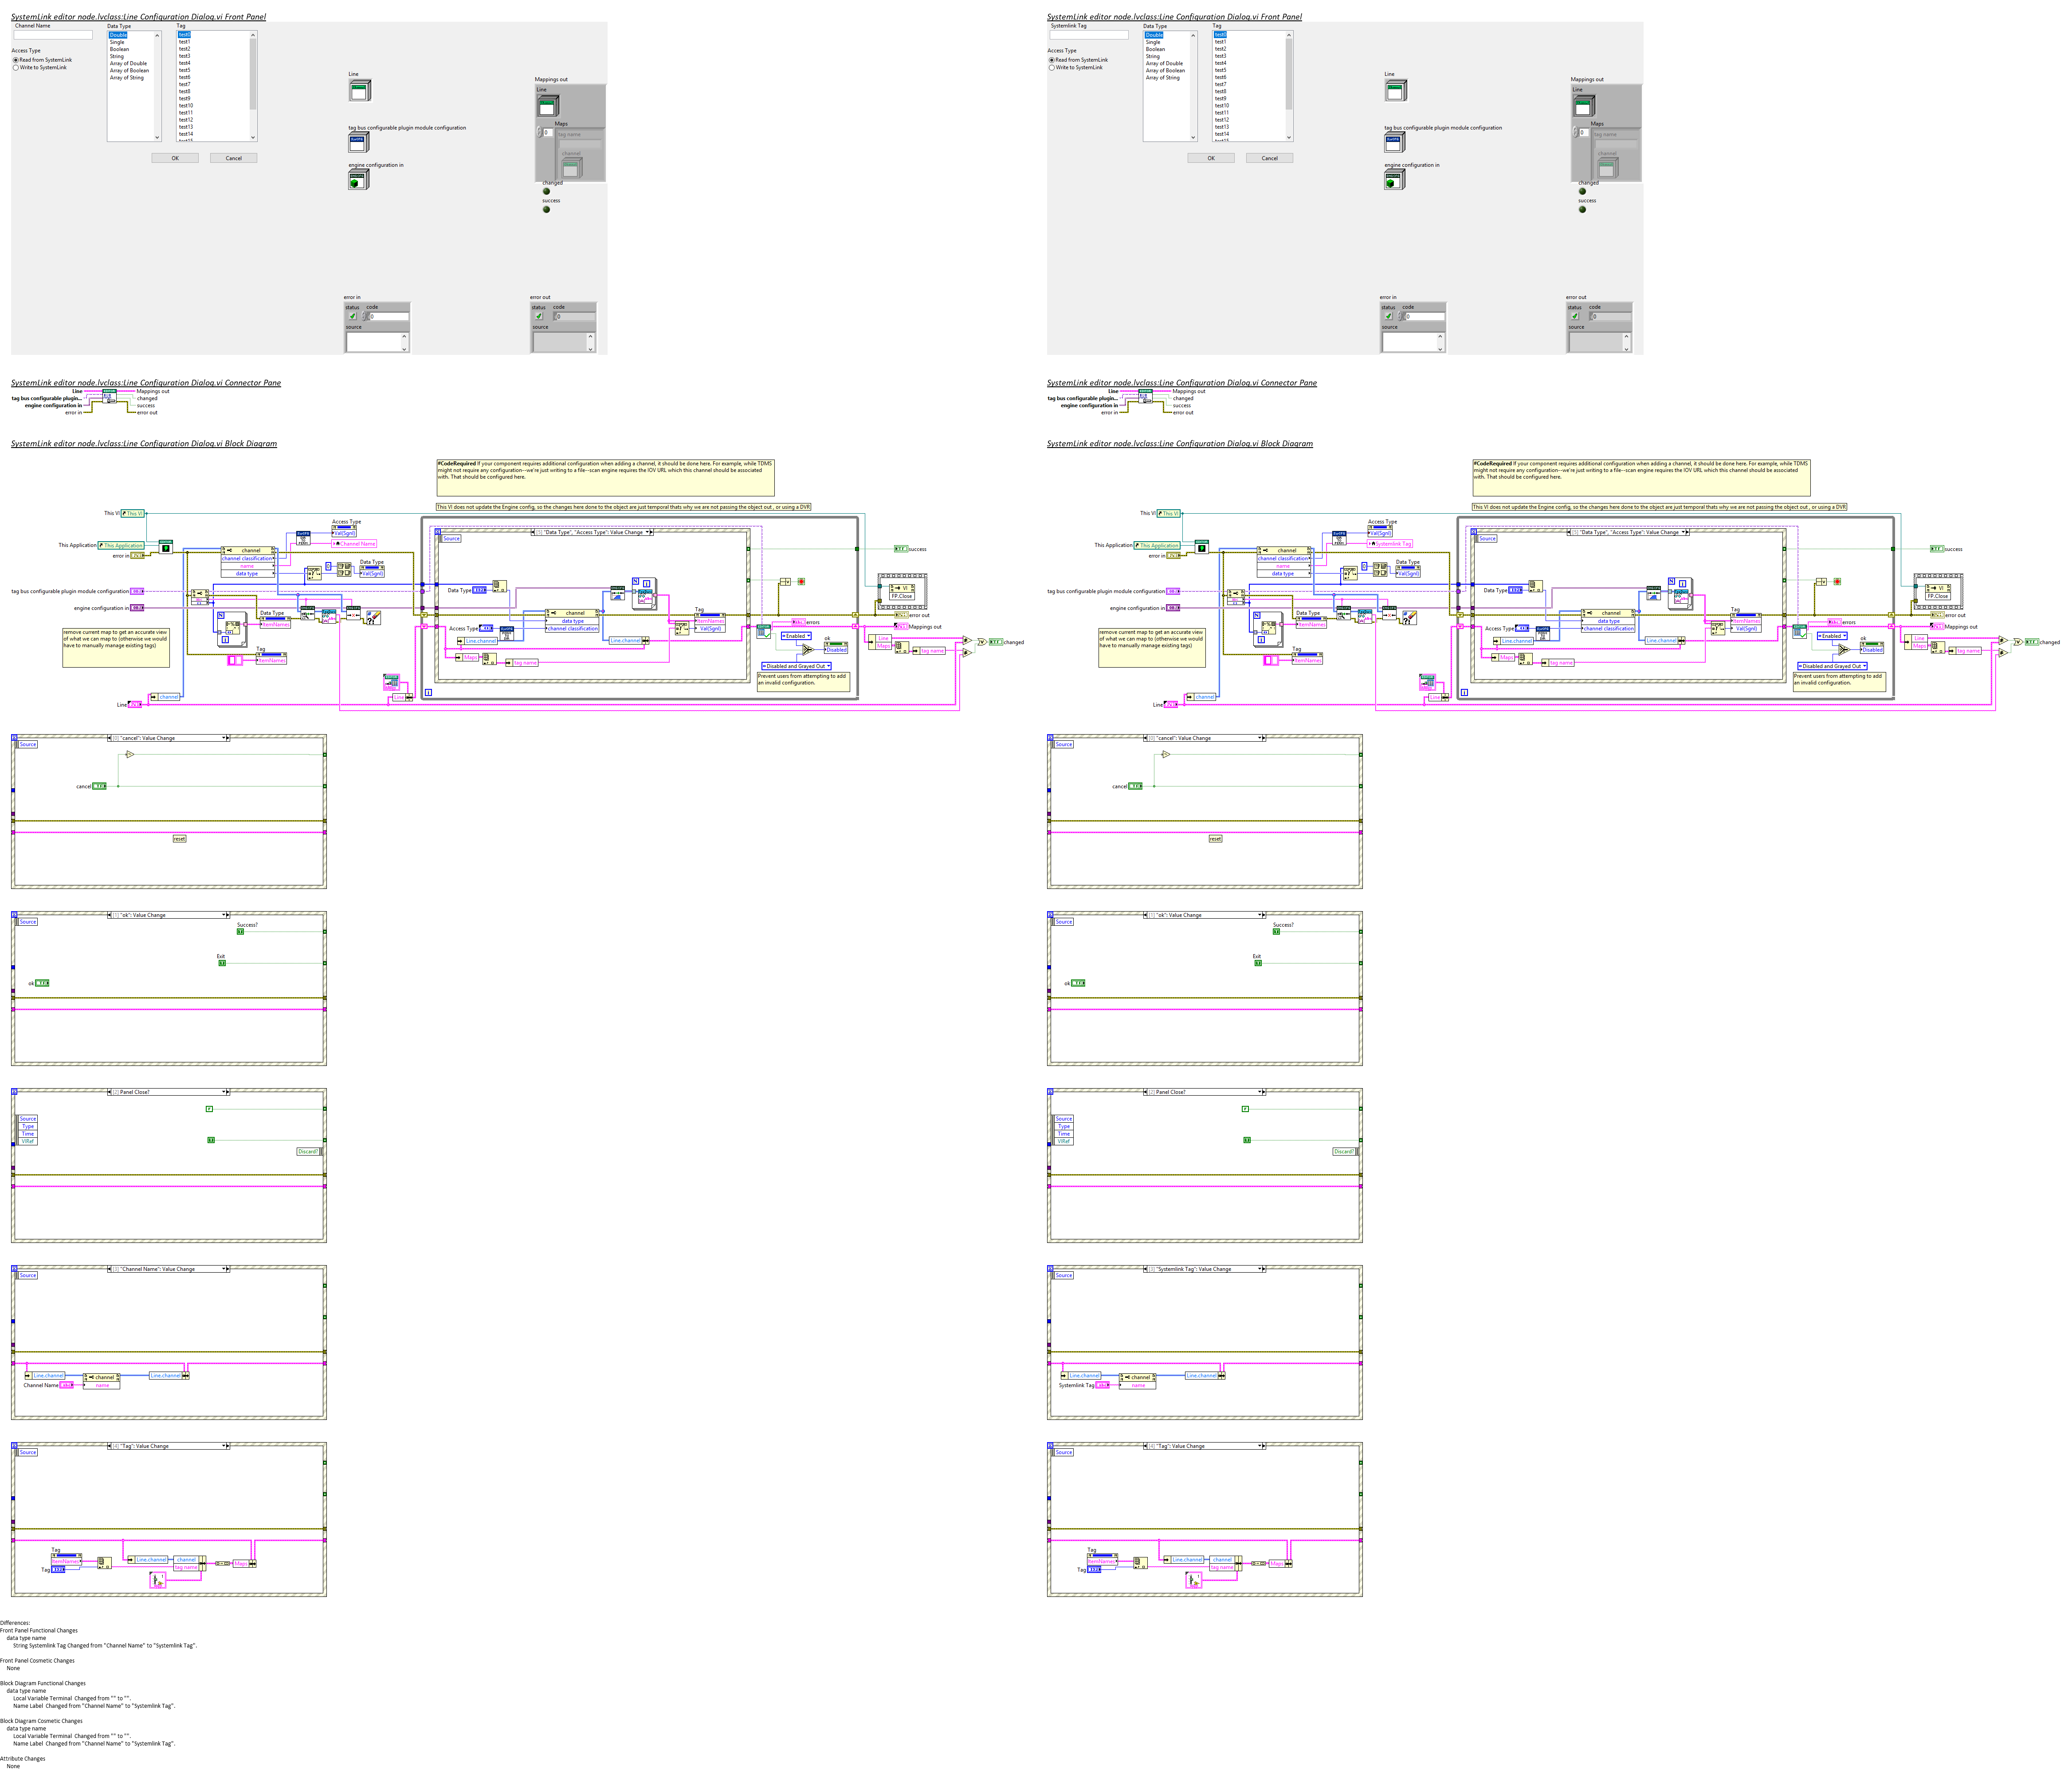 SystemLink editor node.lvclass:Line Configuration Dialog.vi Front Panel
Channel Name
Data Type
Tag
Double
Single
Boolean
String
Array of Double
Array of Boolean
Array of String
test0
test1
test2
test3
test4
test5
test6
test7
test8
test9
test10
test11
test12
test13
test14
Access Type
Read from SystemLink
Write to SystemLink
OK
Cancel
Line
tag bus configurable plugin module configuration
engine configuration in
Mappings out
Line
Maps
0
tag name
channel
changed
success
error in
status code
0
source
error out
status code
0
source
SystemLink editor node.lvclass:Line Configuration Dialog.vi Connector Pane
Line
tag bus configurable plugin...
engine configuration in
error in
Mappings out
changed
success
error out
SystemLink editor node.lvclass:Line Configuration Dialog.vi Block Diagram
#CodeRequired If your component requires additional configuration when adding a channel, it should be done here. For example, while TDMS
might not require any configuration--we're just writing to a file--scan engine requires the IOV URL which this channel should be associated
with. That should be configured here.
This VI does not update the Engine config, so the changes here done to the object are just temporal thats why we are not passing the object out , or using a DVR
This VI
This VI
This Application
This Application
error in
channel
channel classification
name
data type
Access Type
Val(Sgnl)
Channel Name
Data Type
Val(Sgnl)
tag bus configurable plugin module configuration
engine configuration in
Data Type
ItemNames
Tag
ItemNames
remove current map to get an accurate view
of what we can map to (otherwise we would
have to manually manage existing tags)
channel
Line
Line
[5] "Data Type", "Access Type": Value Change
Source
Data Type
Access Type
Line.channel
channel
data type
channel classification
Line.channel
Maps
tag name
Tag
ItemNames
Val(Sgnl)
errors
Enabled
Disabled and Grayed Out
ok
Disabled
Prevent users from attempting to add
an invalid configuration.
success
VI
FP.Close
error out
Mappings out
Line
Maps
tag name
changed
[0] "cancel": Value Change
Source
cancel
reset
[1] "ok": Value Change
Source
Success?
Exit
ok
[2] Panel Close?
Source
Type
Time
VIRef
Discard?
[3] "Channel Name": Value Change
Source
Line.channel
channel
name
Line.channel
Channel Name
[4] "Tag": Value Change
Source
Tag
ItemNames
Tag
Line.channel
channel
tag name
Maps
SystemLink editor node.lvclass:Line Configuration Dialog.vi Front Panel
Systemlink Tag
Data Type
Tag
Double
Single
Boolean
String
Array of Double
Array of Boolean
Array of String
test0
test1
test2
test3
test4
test5
test6
test7
test8
test9
test10
test11
test12
test13
test14
Access Type
Read from SystemLink
Write to SystemLink
OK
Cancel
Line
tag bus configurable plugin module configuration
engine configuration in
Mappings out
Line
Maps
0
tag name
channel
changed
success
error in
status code
0
source
error out
status code
0
source
SystemLink editor node.lvclass:Line Configuration Dialog.vi Connector Pane
Line
tag bus configurable plugin...
engine configuration in
error in
Mappings out
changed
success
error out
SystemLink editor node.lvclass:Line Configuration Dialog.vi Block Diagram
#CodeRequired If your component requires additional configuration when adding a channel, it should be done here. For example, while TDMS
might not require any configuration--we're just writing to a file--scan engine requires the IOV URL which this channel should be associated
with. That should be configured here.
This VI does not update the Engine config, so the changes here done to the object are just temporal thats why we are not passing the object out , or using a DVR
This VI
This VI
This Application
This Application
error in
channel
channel classification
name
data type
Access Type
Val(Sgnl)
Systemlink Tag
Data Type
Val(Sgnl)
tag bus configurable plugin module configuration
engine configuration in
Data Type
ItemNames
Tag
ItemNames
remove current map to get an accurate view
of what we can map to (otherwise we would
have to manually manage existing tags)
channel
Line
Line
[5] "Data Type", "Access Type": Value Change
Source
Data Type
Access Type
Line.channel
channel
data type
channel classification
Line.channel
Maps
tag name
Tag
ItemNames
Val(Sgnl)
errors
Enabled
Disabled and Grayed Out
ok
Disabled
Prevent users from attempting to add
an invalid configuration.
success
VI
FP.Close
error out
Mappings out
Line
Maps
tag name
changed
[0] "cancel": Value Change
Source
cancel
reset
[1] "ok": Value Change
Source
Success?
Exit
ok
[2] Panel Close?
Source
Type
Time
VIRef
Discard?
[3] "Systemlink Tag": Value Change
Source
Line.channel
channel
name
Line.channel
Systemlink Tag
[4] "Tag": Value Change
Source
Tag
ItemNames
Tag
Line.channel
channel
tag name
Maps
Differences:
Front Panel Functional Changes
data type name
String Systemlink Tag Changed from "Channel Name" to "Systemlink Tag".
Front Panel Cosmetic Changes
None
Block Diagram Functional Changes
data type name
Local Variable Terminal Changed from "" to "".
Name Label Changed from "Channel Name" to "Systemlink Tag".
Block Diagram Cosmetic Changes
data type name
Local Variable Terminal Changed from "" to "".
Name Label Changed from "Channel Name" to "Systemlink Tag".
Attribute Changes
None